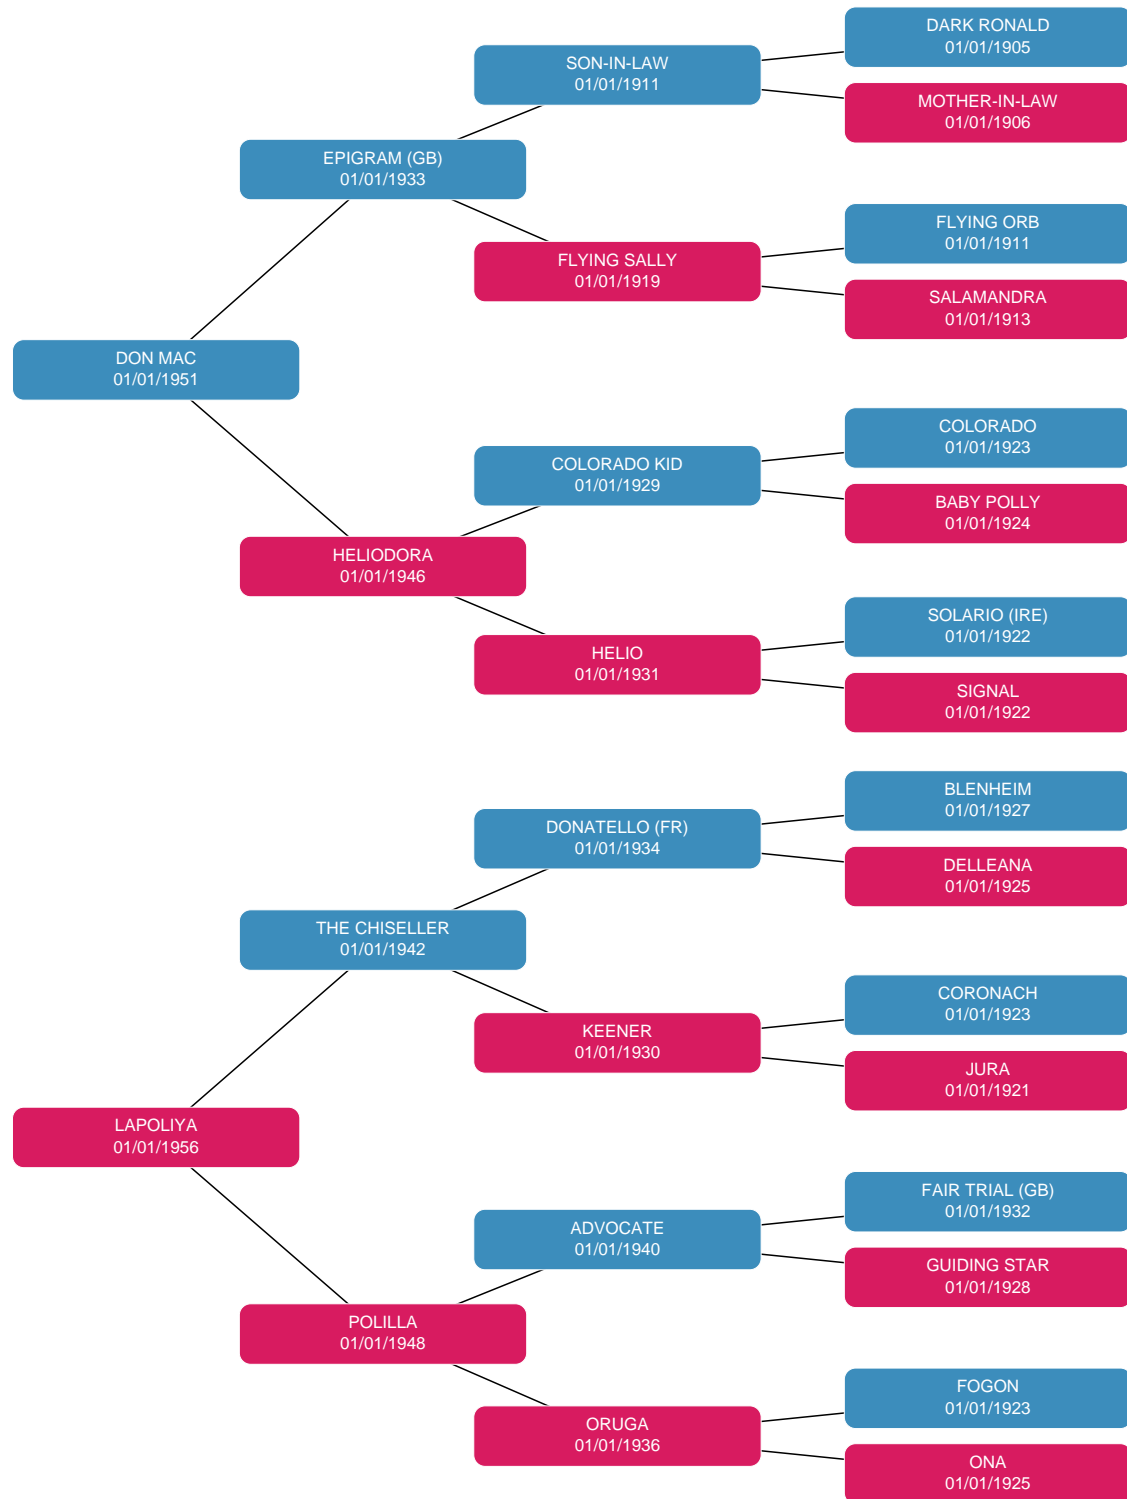 DARK RONALD
01/01/1905
SON-IN-LAW
01/01/1911
MOTHER-IN-LAW
01/01/1906
EPIGRAM (GB)
01/01/1933
FLYING ORB
01/01/1911
FLYING SALLY
01/01/1919
SALAMANDRA
01/01/1913
DON MAC
01/01/1951
COLORADO
01/01/1923
COLORADO KID
01/01/1929
BABY POLLY
01/01/1924
HELIODORA
01/01/1946
SOLARIO (IRE)
01/01/1922
HELIO
01/01/1931
SIGNAL
01/01/1922
BLENHEIM
01/01/1927
DONATELLO (FR)
01/01/1934
DELLEANA
01/01/1925
THE CHISELLER
01/01/1942
CORONACH
01/01/1923
KEENER
01/01/1930
JURA
01/01/1921
LAPOLIYA
01/01/1956
FAIR TRIAL (GB)
01/01/1932
ADVOCATE
01/01/1940
GUIDING STAR
01/01/1928
POLILLA
01/01/1948
FOGON
01/01/1923
ORUGA
01/01/1936
ONA
01/01/1925